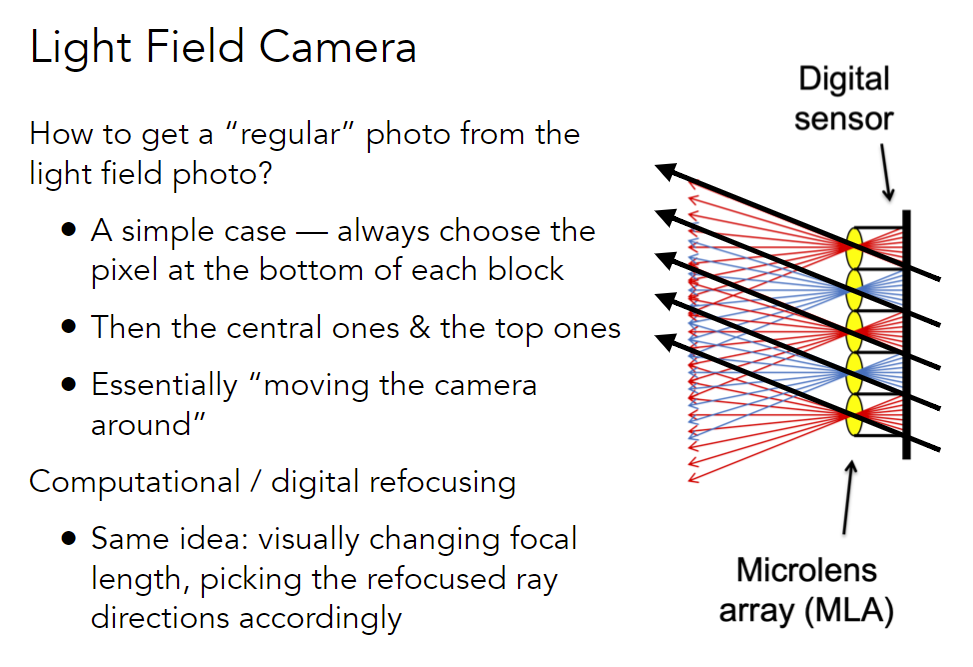 Light Field Camera
How to get a “regular” photo from the
light field photo?
• A simple case — always choose the
pixel at the bottom of each block
• Then the central ones & the top ones
• Essentially “moving the camera
around”
Computational / digital refocusing
• Same idea: visually changing focal
length, picking the refocused ray
directions accordingly
Digital
sensor
Microlens
array (MLA)